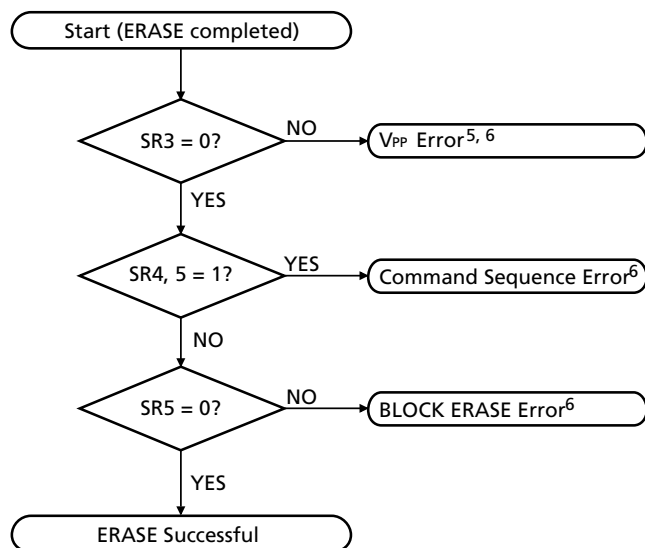 Start (ERASE completed)
SR3 = 0?
NO
VPP Error5, 6
YES
SR4, 5 = 1?
YES
Command Sequence Error6
NO
SR5 = 0?
NO
BLOCK ERASE Error6
YES
ERASE Successful